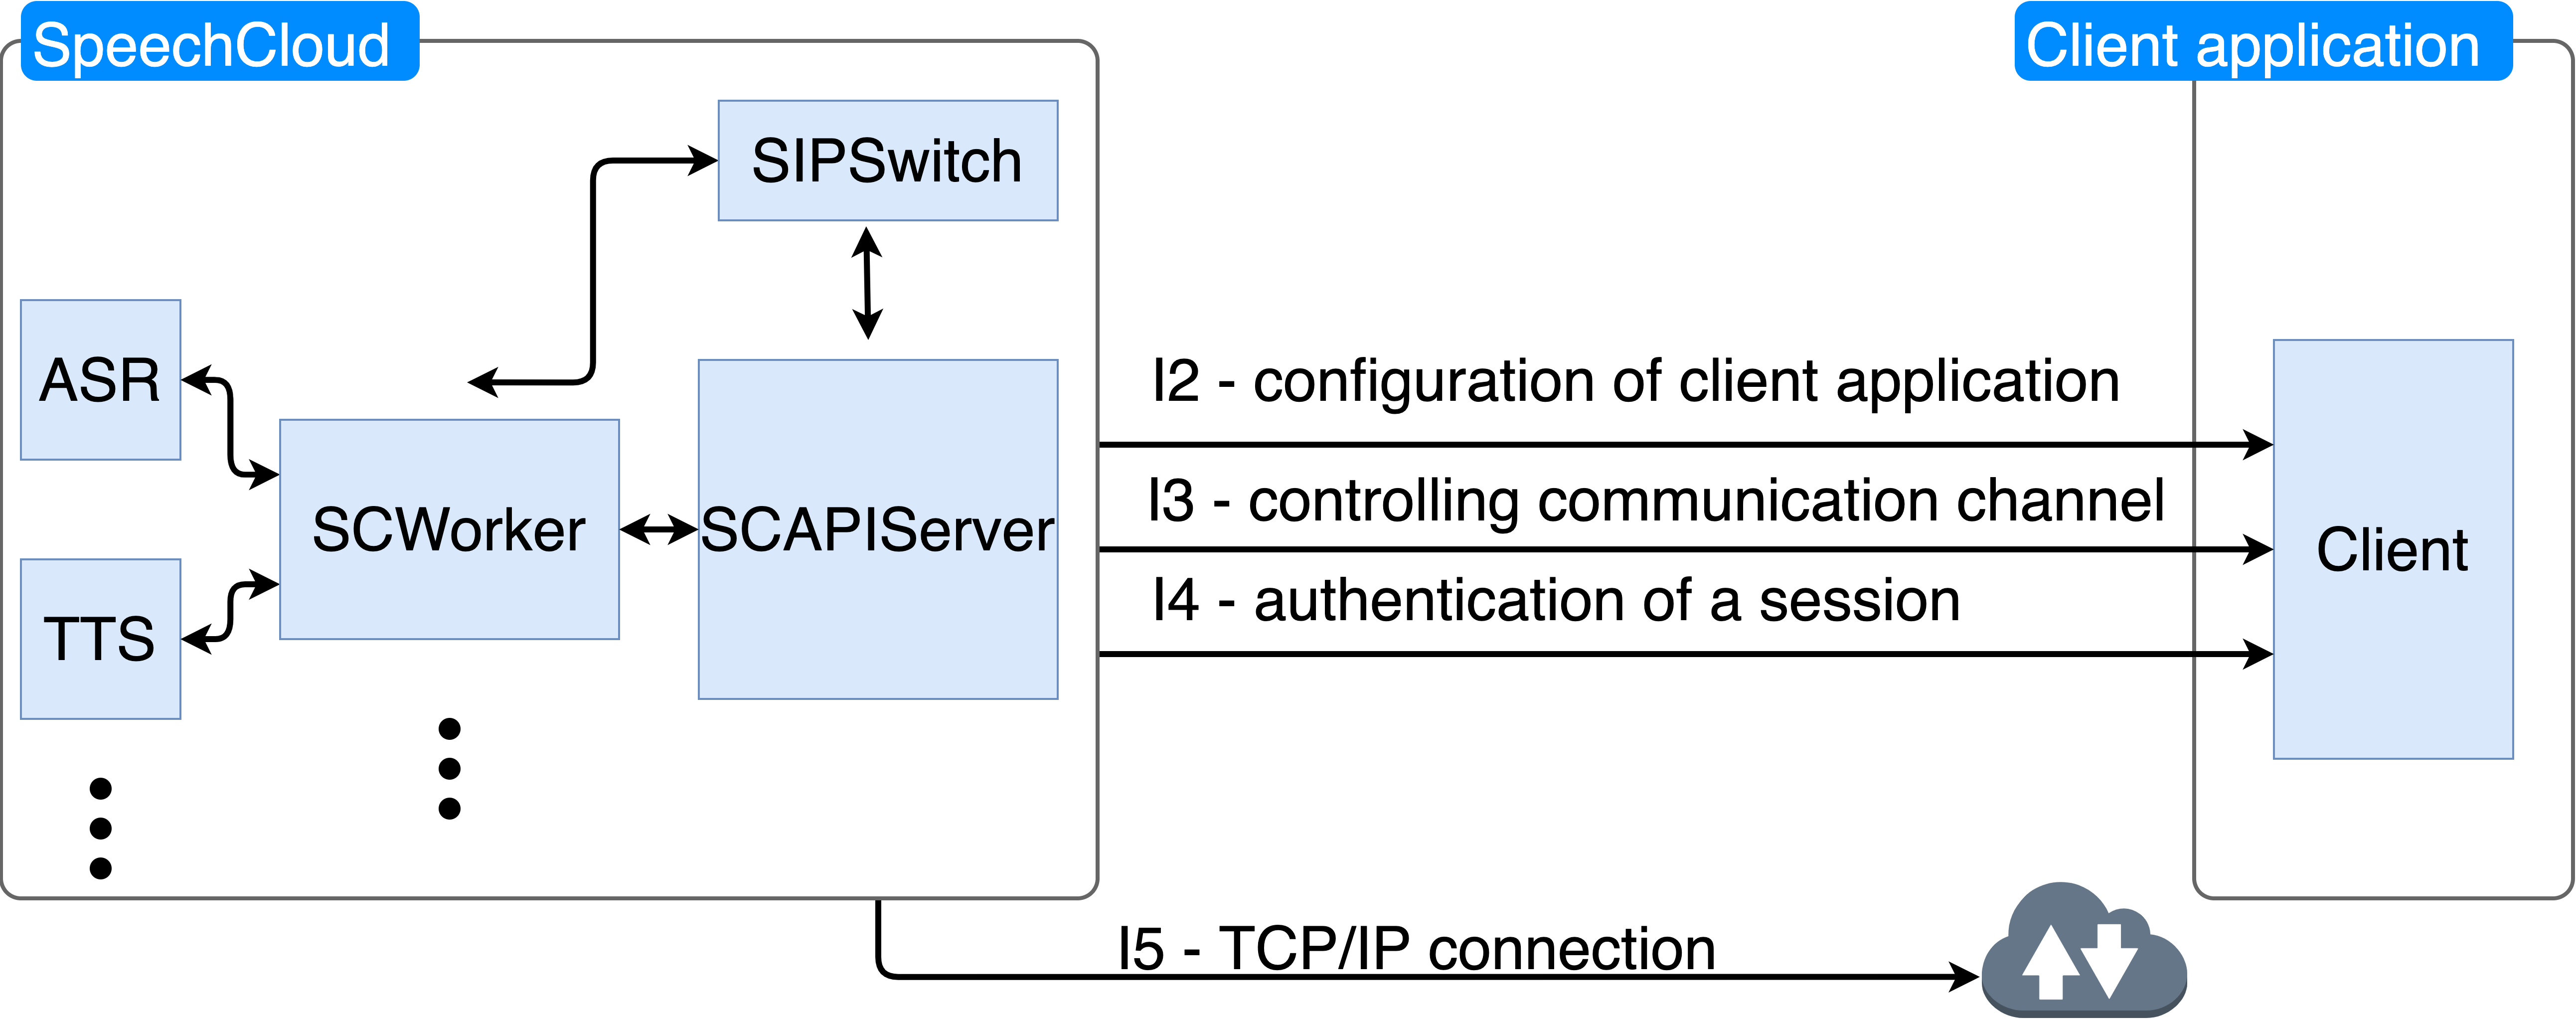 SpeechCloud
Client application
SIPSwitch
ASR
I2 - configuration of client application
I3 - controlling communication channel
SCWorker
SCAPIServer
Client
I4 - authentication of a session
TTS
I5 - TCP/IP connection